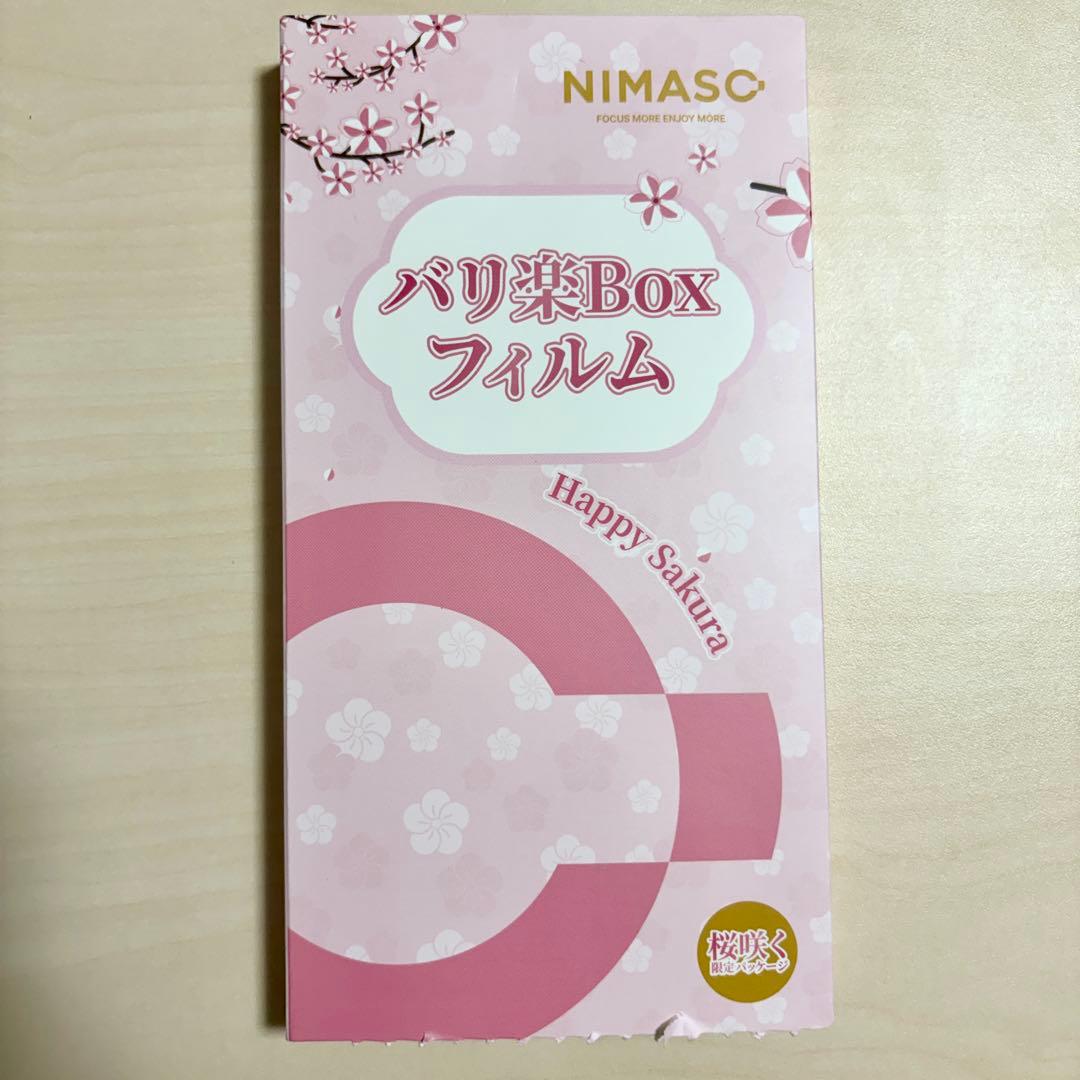 NIMASO
FOCUS MORE ENJOY MORE
バリ楽Box
フィルム
Happy Sakura
桜咲く
限定パッケージ